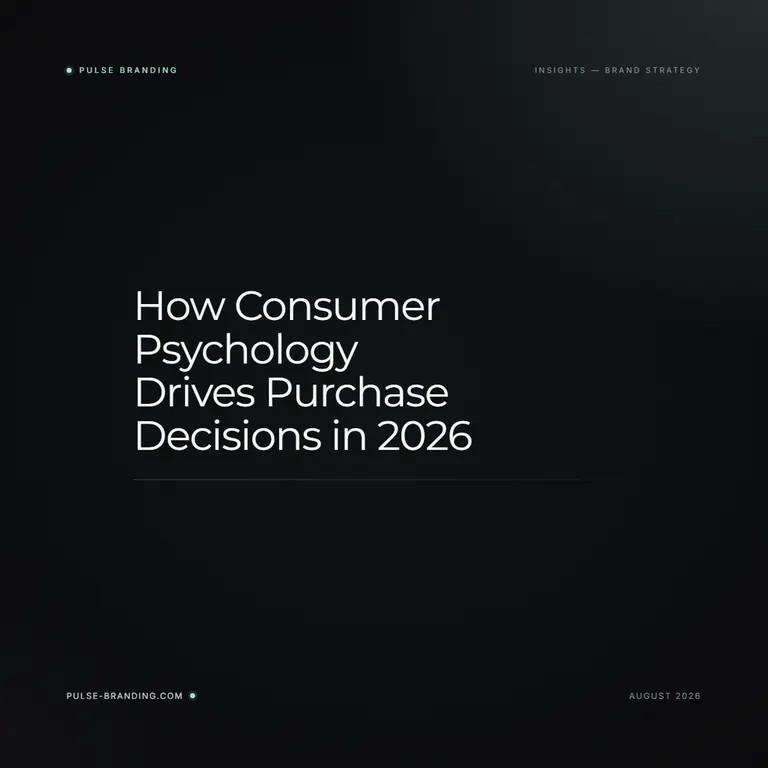 PULSE BRANDING
INSIGHTS — BRAND STRATEGY
How Consumer
Psychology
Drives Purchase
Decisions in 2026
PULSE-BRANDING.COM
AUGUST 2026